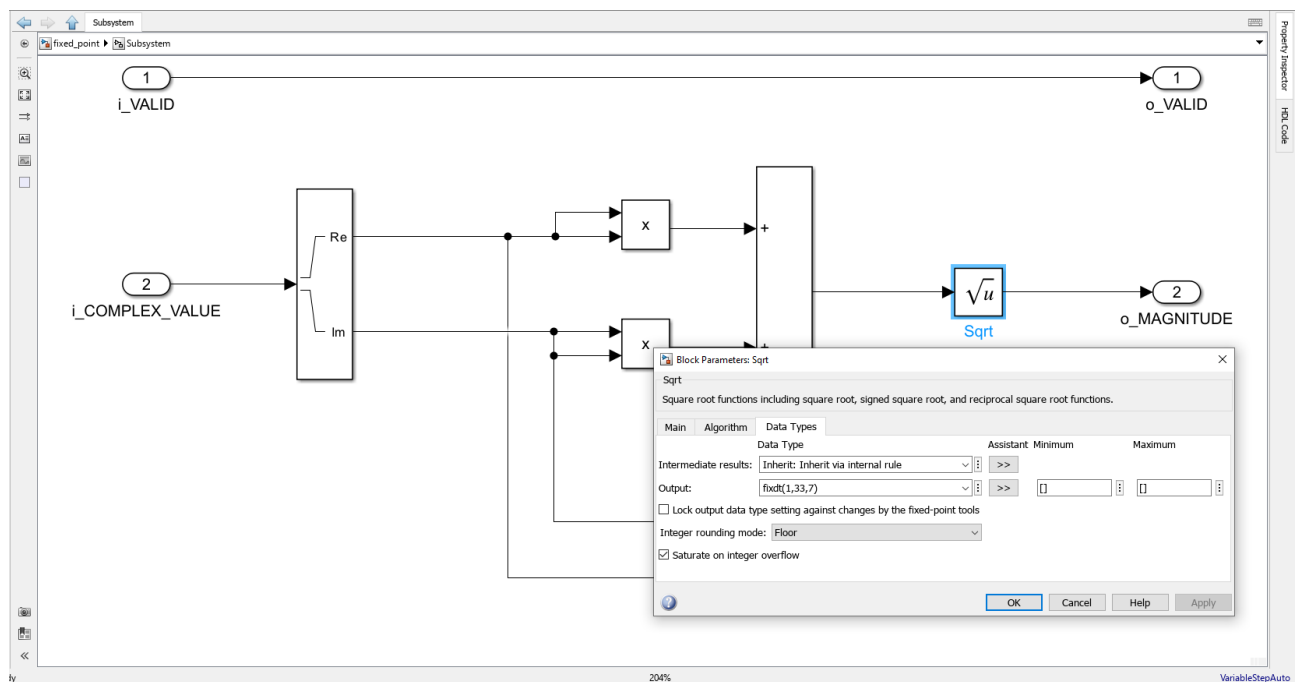 Subsystem
fixed_point Subsystem
Property Inspector
HDL Code
1
i_VALID
1
o_VALID
Re
x
+
2
i_COMPLEX_VALUE
√u
Sqrt
2
o_MAGNITUDE
Im
x
+
Block Parameters: Sqrt
Sqrt
Square root functions including square root, signed square root, and reciprocal square root functions.
Main Algorithm Data Types
Data Type Assistant Minimum Maximum
Intermediate results: Inherit: Inherit via internal rule >>
Output: fixdt(1,33,7) >> [] []
Lock output data type setting against changes by the fixed-point tools
Integer rounding mode: Floor
Saturate on integer overflow
OK Cancel Help Apply
204% VariableStepAuto